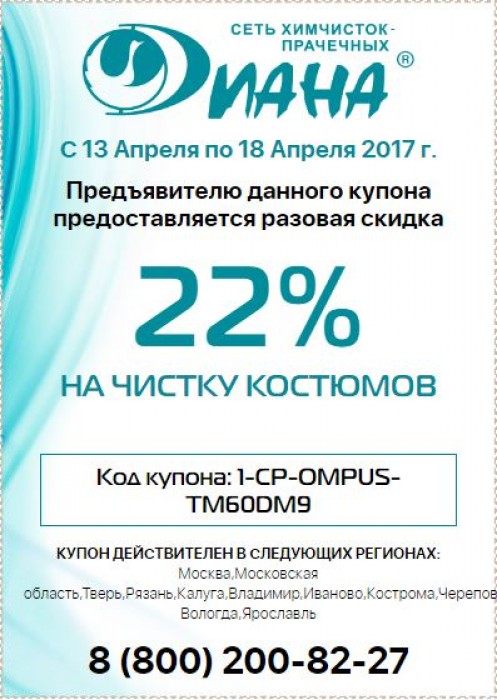 СЕТЬ ХИМЧИСТОК-
ПРАЧЕЧНЫХ
ДИАНА®
С 13 Апреля по 18 Апреля 2017 г.
Предъявителю данного купона
предоставляется разовая скидка
22%
НА ЧИСТКУ КОСТЮМОВ
Код купона: 1-CP-OMPUS-
TM60DM9
КУПОН ДЕЙСТВИТЕЛЕН В СЛЕДУЮЩИХ РЕГИОНАХ:
Москва,Московская
область,Тверь,Рязань,Калуга,Владимир,Иваново,Кострома,Черепов
Вологда,Ярославль
8 (800) 200-82-27